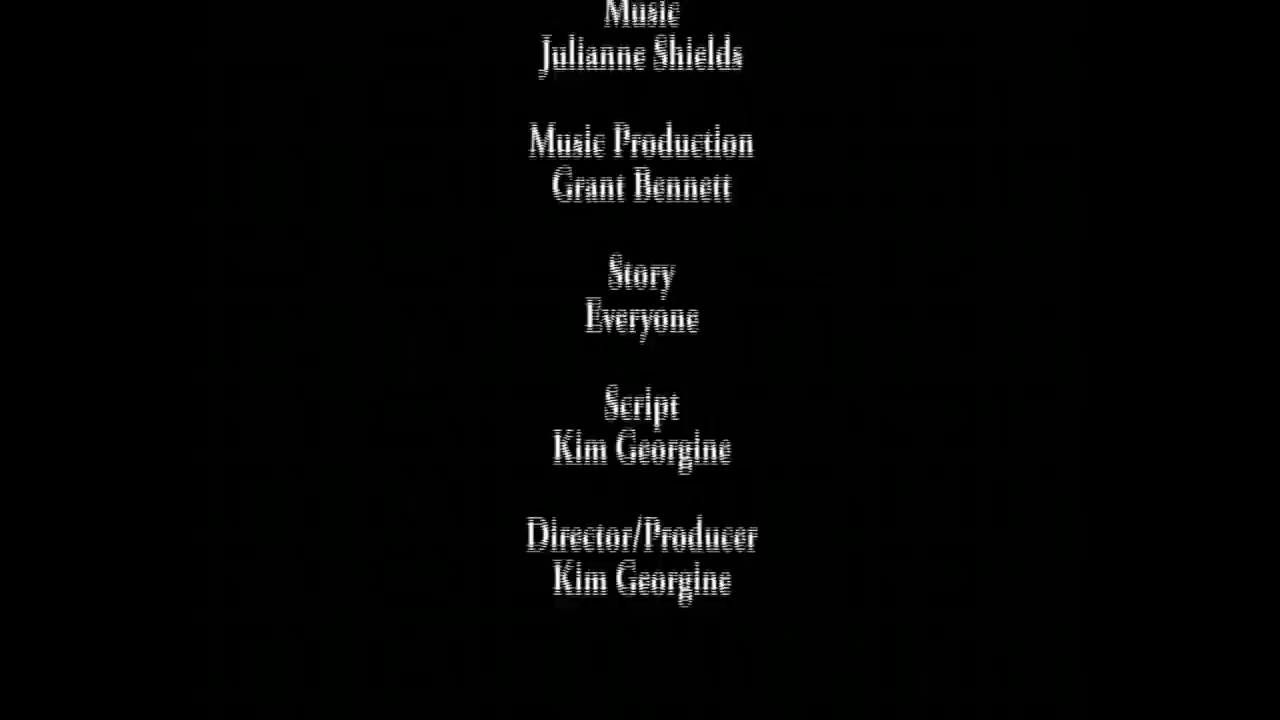 Music
Julianne Shields
Music Production
Grant Bennett
Story
Everyone
Script
Kim Georgine
Director/Producer
Kim Georgine